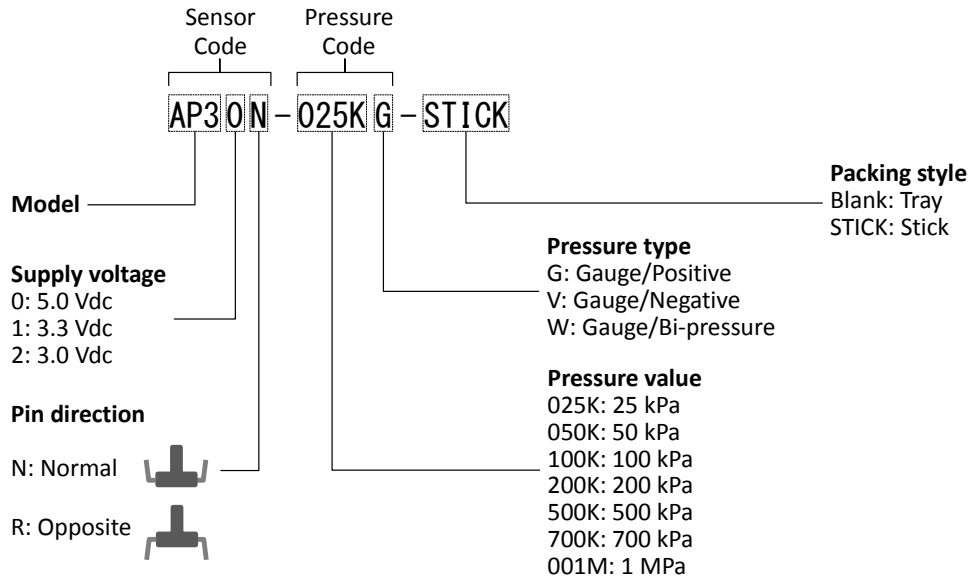 Sensor Code
Pressure Code
AP30N-025KG-STICK
Model
Supply voltage
0: 5.0 Vdc
1: 3.3 Vdc
2: 3.0 Vdc
Pin direction
N: Normal
R: Opposite
Packing style
Blank: Tray
STICK: Stick
Pressure type
G: Gauge/Positive
V: Gauge/Negative
W: Gauge/Bi-pressure
Pressure value
025K: 25 kPa
050K: 50 kPa
100K: 100 kPa
200K: 200 kPa
500K: 500 kPa
700K: 700 kPa
001M: 1 MPa